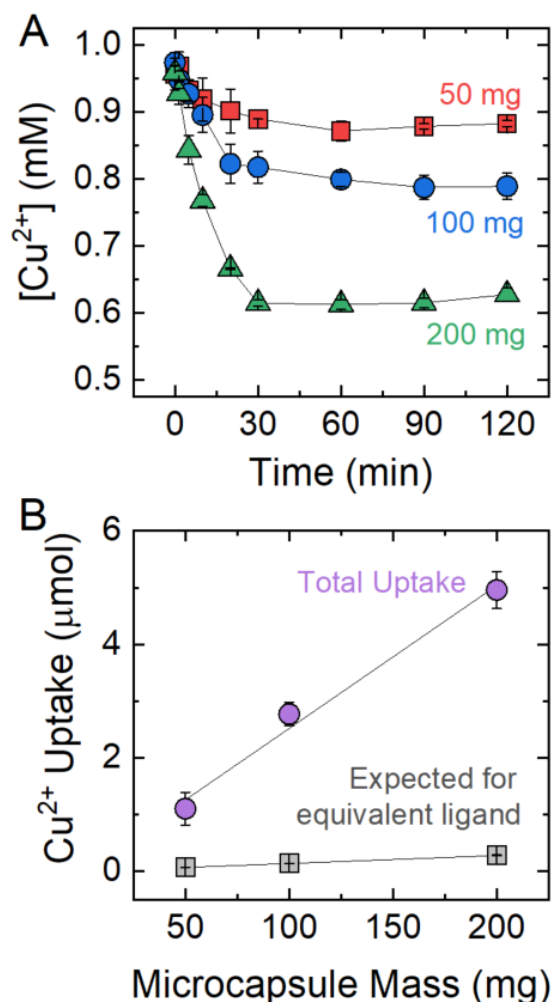 A
1.0
0.9
0.8
0.7
0.6
0.5
[Cu²⁺] (mM)
50 mg
100 mg
200 mg
0 30 60 90 120
Time (min)
B
6
4
2
0
Cu²⁺ Uptake (μmol)
Total Uptake
Expected for
equivalent ligand
50 100 150 200
Microcapsule Mass (mg)